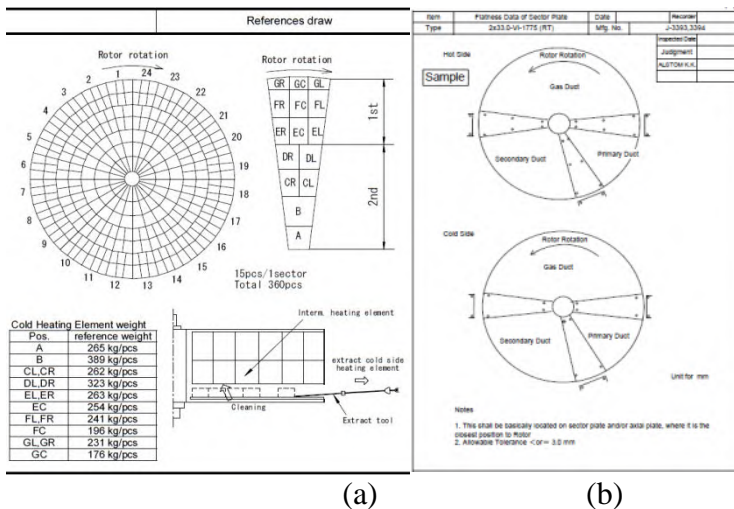 References draw
Rotor rotation
1 24
2 23
3 22
4 21
5 20
6 19
7 18
8 17
9 16
10 15
11 14
12 13
Rotor rotation
GR GC GL
FR FC FL
ER EC EL
DR DL
CR CL
B
A
1st
2nd
15pcs/1sector
Total 360pcs
Cold Heating Element weight
Pos. reference weight
A 265 kg/pcs
B 389 kg/pcs
CL,CR 262 kg/pcs
DL,DR 323 kg/pcs
EL,ER 263 kg/pcs
EC 254 kg/pcs
FL,FR 241 kg/pcs
FC 196 kg/pcs
GL,GR 231 kg/pcs
GC 176 kg/pcs
Interm. heating element
extract cold side
heating element
Cleaning
Extract tool
(a)
Item Flatness Data of Sector Plate Date Recorder
Type 2x33.0-VI-1775 (RT) Mfg. No. J-3393,3394
Inspected Date
Judgment
ALSTOM K.K.
Hot Side
Sample
Rotor Rotation
Gas Duct
Secondary Duct
Primary Duct
Cold Side
Rotor Rotation
Gas Duct
Secondary Duct
Primary Duct
Unit for mm
Notes
1. This shall be basically located on sector plate and/or axial plate, where it is the
closest position to Rotor
2. Allowable Tolerance <or= 3.0 mm
(b)